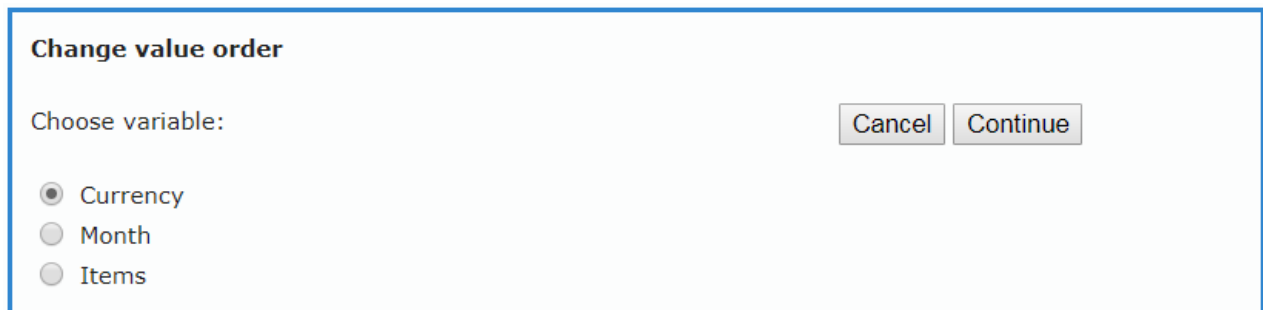 Change value order
Choose variable:
Cancel Continue
Currency
Month
Items